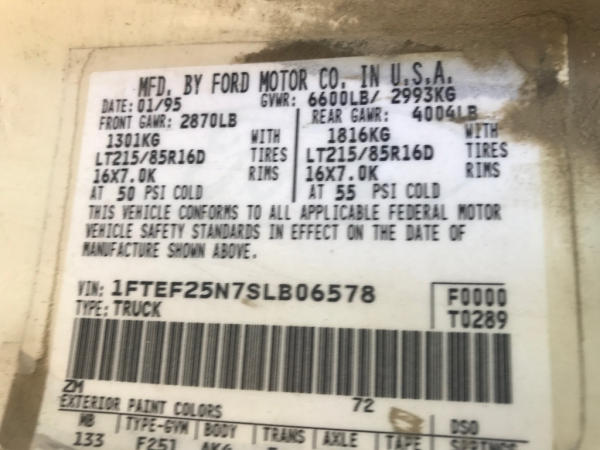 MFD. BY FORD MOTOR CO. IN U.S.A.
DATE: 01/95 GVWR: 6600LB/ 2993KG
FRONT GAWR: 2870LB REAR GAWR: 4004LB
1301KG WITH 1816KG WITH
LT215/85R16D TIRES LT215/85R16D TIRES
16X7.0K RIMS 16X7.0K RIMS
AT 50 PSI COLD AT 55 PSI COLD
THIS VEHICLE CONFORMS TO ALL APPLICABLE FEDERAL MOTOR
VEHICLE SAFETY STANDARDS IN EFFECT ON THE DATE OF
MANUFACTURE SHOWN ABOVE.
VIN: 1FTEF25N7SLB06578 F0000
TYPE: TRUCK T0289
ZM 72
EXTERIOR PAINT COLORS DSO
WB TYPE-GVM BODY TRANS AXLE TAPE SPRINGS
133 F251